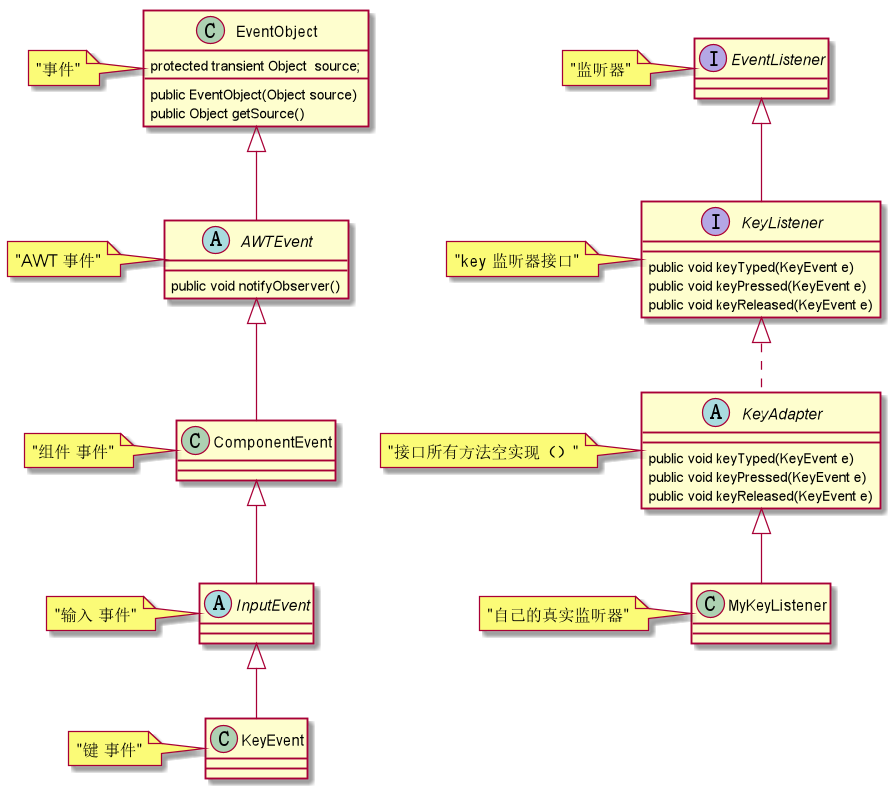 C EventObject
"事件"
protected transient Object  source;
public EventObject(Object source)
public Object getSource()
A AWTEvent
"AWT 事件"
public void notifyObserver()
C ComponentEvent
"组件 事件"
A InputEvent
"输入 事件"
C KeyEvent
"键 事件"
I EventListener
"监听器"
I KeyListener
"key 监听器接口"
public void keyTyped(KeyEvent e)
public void keyPressed(KeyEvent e)
public void keyReleased(KeyEvent e)
A KeyAdapter
"接口所有方法空实现（）"
public void keyTyped(KeyEvent e)
public void keyPressed(KeyEvent e)
public void keyReleased(KeyEvent e)
C MyKeyListener
"自己的真实监听器"